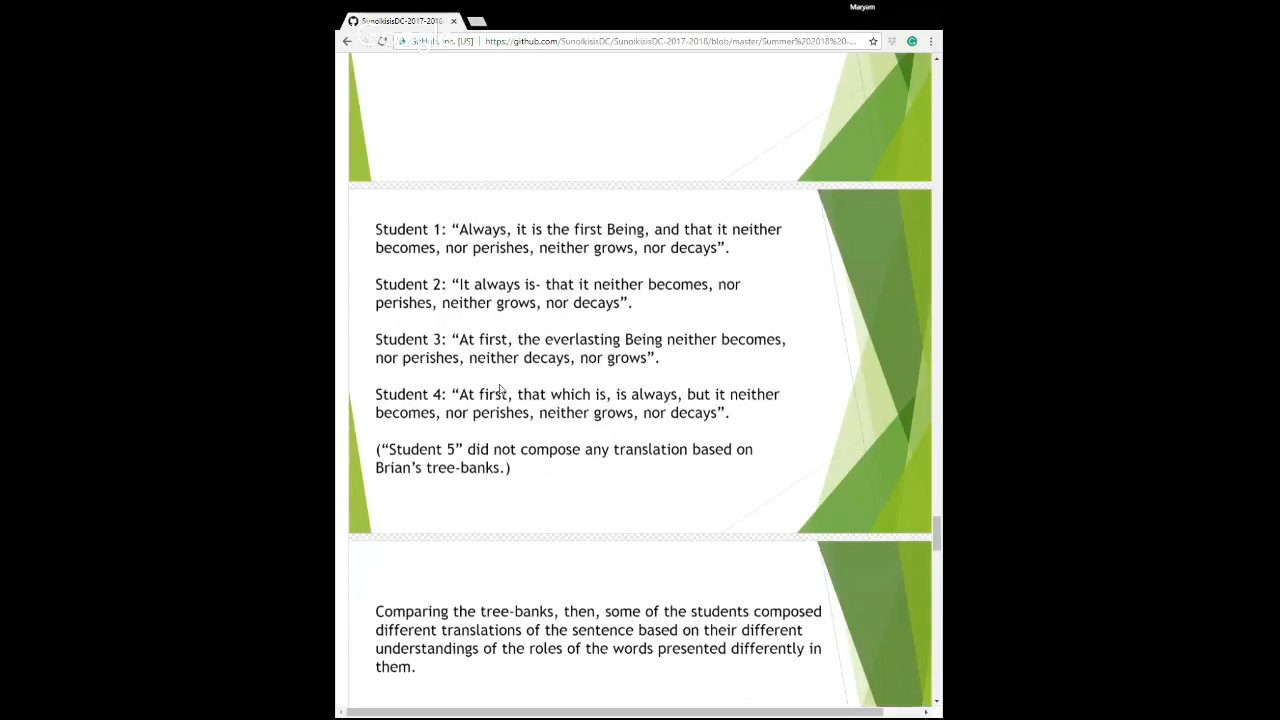 Maryam
SunoikisisDC-2017-2018
GitHub, Inc. [US]
https://github.com/SunoikisisDC/SunoikisisDC-2017-2018/blob/master/Summer%202018%20-...
Student 1: “Always, it is the first Being, and that it neither
becomes, nor perishes, neither grows, nor decays”.
Student 2: “It always is- that it neither becomes, nor
perishes, neither grows, nor decays”.
Student 3: “At first, the everlasting Being neither becomes,
nor perishes, neither decays, nor grows”.
Student 4: “At first, that which is, is always, but it neither
becomes, nor perishes, neither grows, nor decays”.
(“Student 5” did not compose any translation based on
Brian’s tree-banks.)
Comparing the tree-banks, then, some of the students composed
different translations of the sentence based on their different
understandings of the roles of the words presented differently in
them.